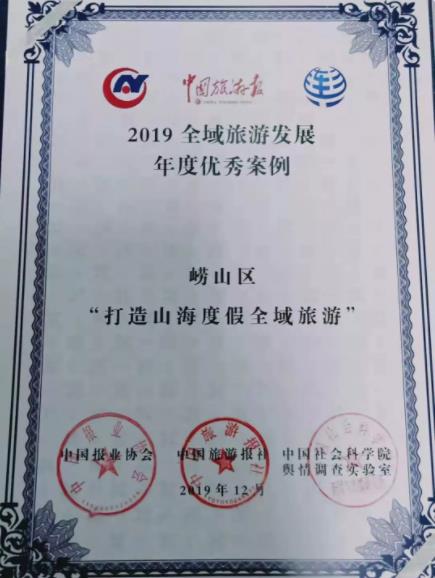 中国旅游报
CHINA TOURISM NEWS
2019 全域旅游发展
年度优秀案例
崂山区
“打造山海度假全域旅游”
中国报业协会
中国旅游报社
中国社会科学院
舆情调查实验室
2019年12月